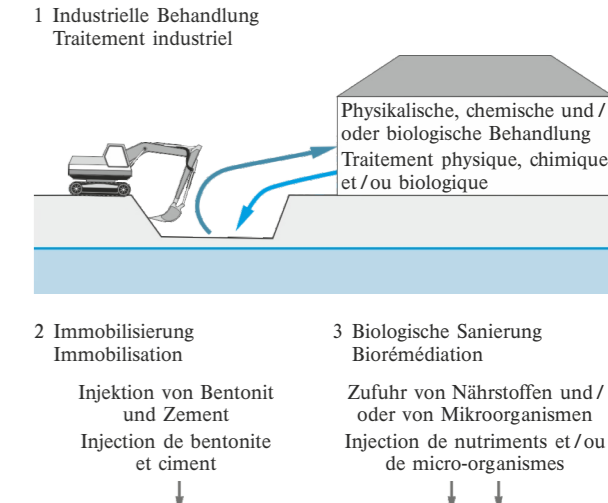 1 Industrielle Behandlung
Traitement industriel
Physikalische, chemische und /
oder biologische Behandlung
Traitement physique, chimique
et / ou biologique
2 Immobilisierung
Immobilisation
Injektion von Bentonit
und Zement
Injection de bentonite
et ciment
3 Biologische Sanierung
Biorémédiation
Zufuhr von Nährstoffen und /
oder von Mikroorganismen
Injection de nutriments et / ou
de micro-organismes